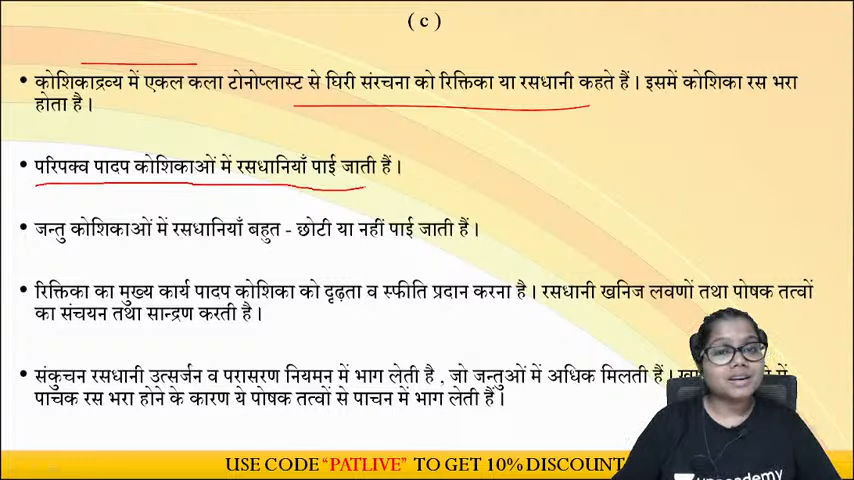 ( c )
• कोशिकाद्रव्य में एकल कला टोनोप्लास्ट से घिरी संरचना को रिक्तिका या रसधानी कहते हैं । इसमें कोशिका रस भरा
होता है ।
• परिपक्व पादप कोशिकाओं में रसधानियाँ पाई जाती हैं ।
• जन्तु कोशिकाओं में रसधानियाँ बहुत - छोटी या नहीं पाई जाती हैं ।
• रिक्तिका का मुख्य कार्य पादप कोशिका को दृढ़ता व स्फीति प्रदान करना है । रसधानी खनिज लवणों तथा पोषक तत्वों
का संचयन तथा सान्द्रण करती है ।
• संकुचन रसधानी उत्सर्जन व परासरण नियमन में भाग लेती है , जो जन्तुओं में अधिक मिलती हैं । में
पाचक रस भरा होने के कारण ये पोषक तत्वों से पाचन में भाग लेती हैं ।
USE CODE “PATLIVE” TO GET 10% DISCOUNT